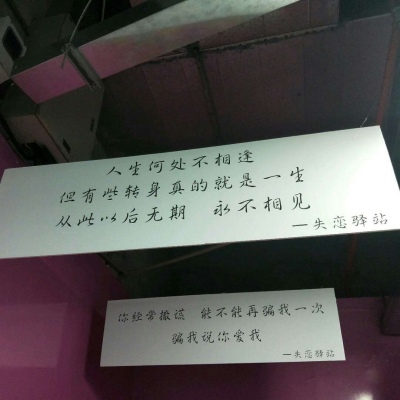 人生何处不相逢
但有些转身真的就是一生
从此以后无期 永不相见
—失恋驿站
你经常撒谎 能不能再骗我一次
骗我说你爱我
—失恋驿站